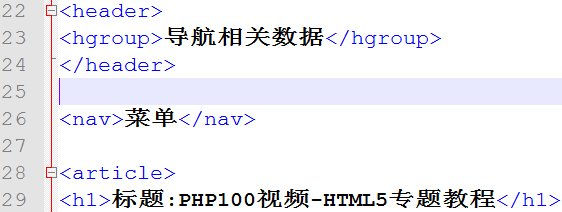 22 <header>
23 <hgroup>导航相关数据</hgroup>
24 </header>
25
26 <nav>菜单</nav>
27
28 <article>
29 <h1>标题:PHP100视频-HTML5专题教程</h1>